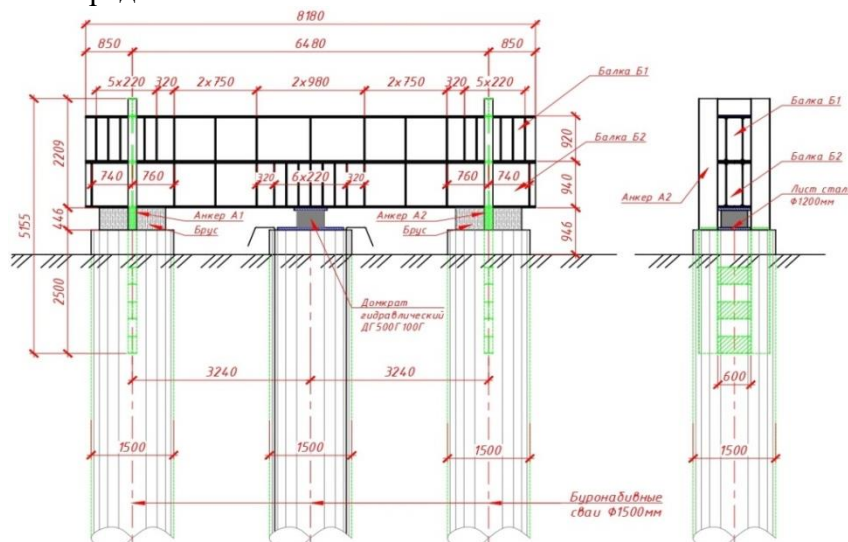 8180
850 6480 850
5x220 320 2x750 2x980 2x750 320 5x220
Балка Б1
Балка Б1
2209
920
Балка Б2
740 760 320 6x220 320 760 740
940
Балка Б2
Анкер А2
Лист стал
Ф1200мм
5155
446
Анкер А1
Брус
Анкер А2
Брус
946
2500
Домкрат
гидравлический
ДГ500Г100Г
3240 3240
600
1500 1500 1500 1500
Буронабивные
сваи Ф1500мм